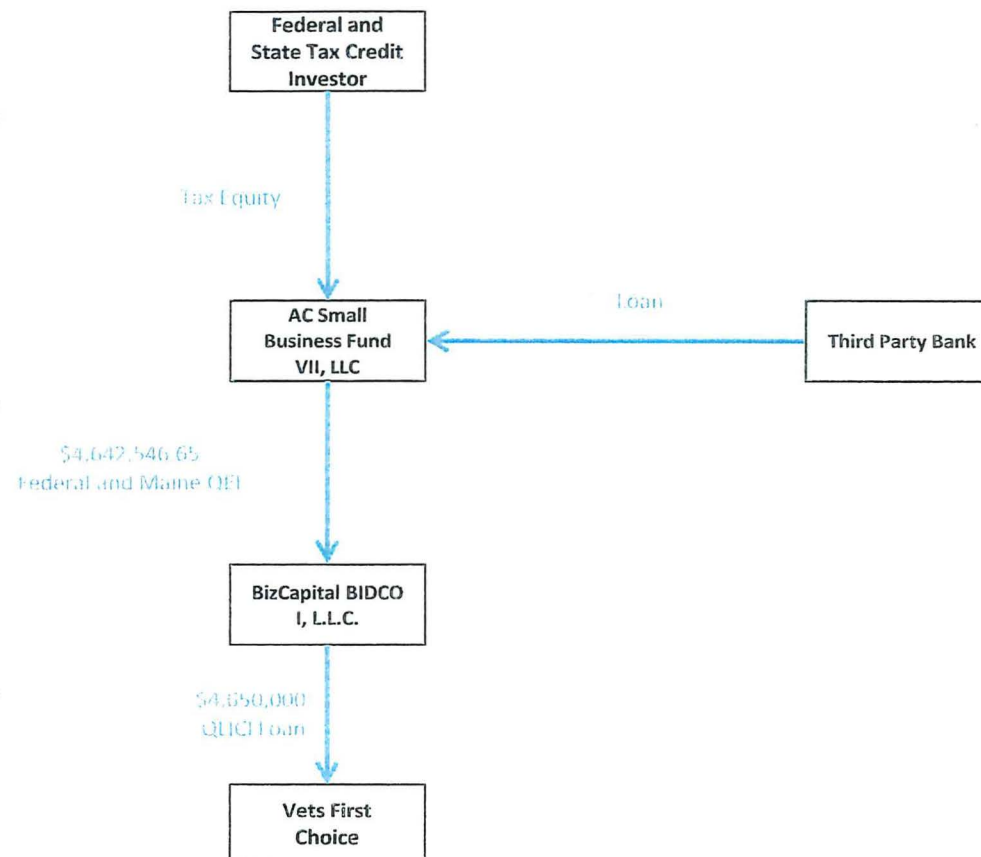 Federal and
State Tax Credit
Investor
Tax Equity
AC Small
Business Fund
VII, LLC
Loan
Third Party Bank
$4,642,546.65
Federal and Maine QEI
BizCapital BIDCO
I, L.L.C.
$4,650,000
QLICI Loan
Vets First
Choice